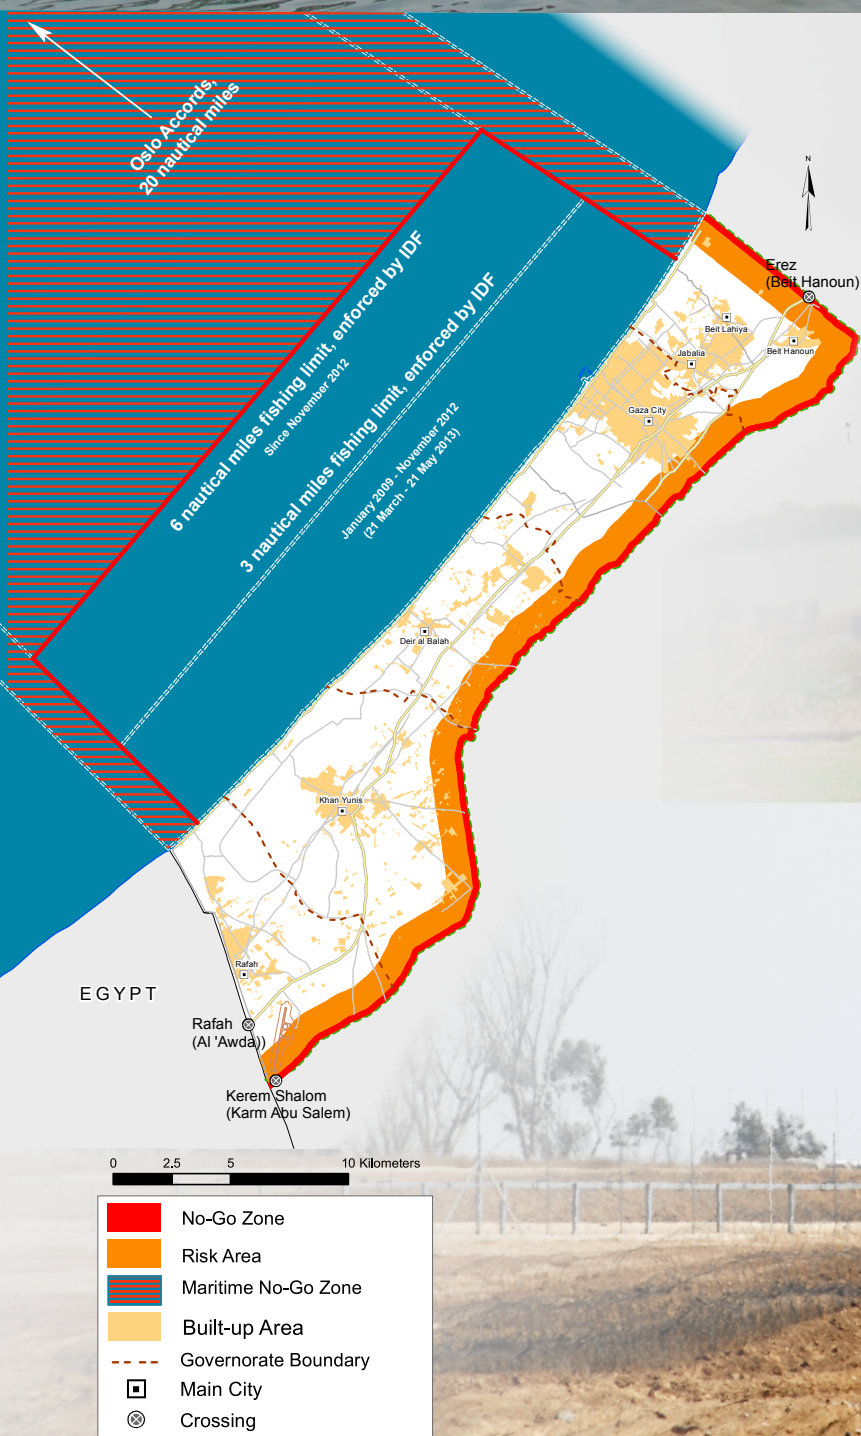 Oslo Accords,
20 nautical miles
N
6 nautical miles fishing limit, enforced by IDF
Since November 2012
3 nautical miles fishing limit, enforced by IDF
January 2009 - November 2012
(21 March - 21 May 2013)
Erez
(Beit Hanoun)
Beit Lahiya
Beit Hanoun
Jabalia
Gaza City
N
Deir al Balah
Khan Yunis
Rafah
EGYPT
Rafah
(Al 'Awda))
Kerem Shalom
(Karm Abu Salem)
0 2.5 5 10 Kilometers
No-Go Zone
Risk Area
Maritime No-Go Zone
Built-up Area
Governorate Boundary
Main City
Crossing